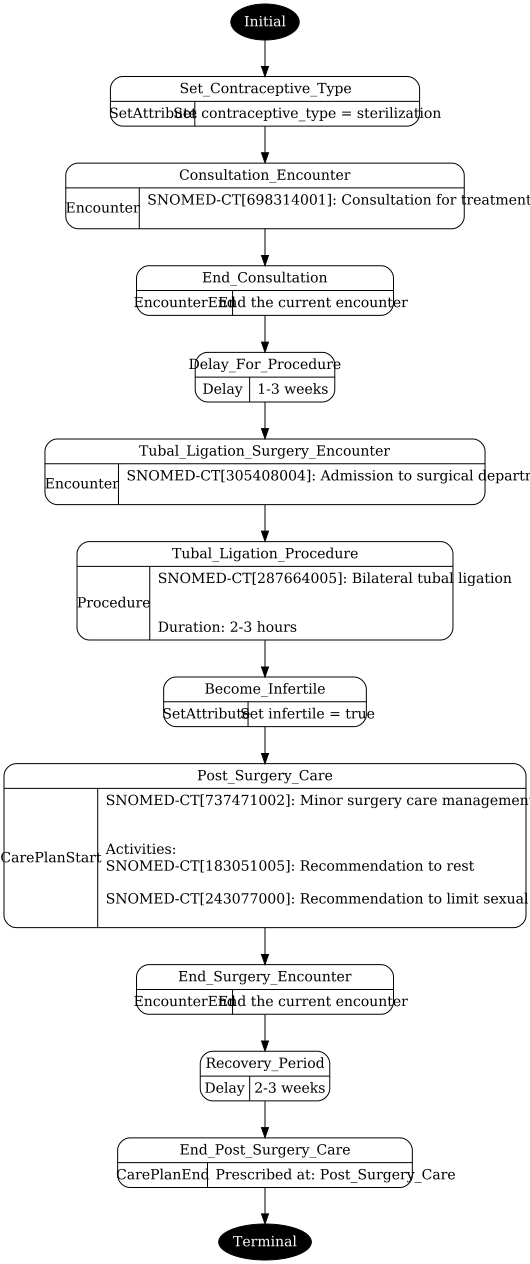 Initial
Set_Contraceptive_Type
SetAttribute Set contraceptive_type = sterilization
Consultation_Encounter
Encounter SNOMED-CT[698314001]: Consultation for treatment
End_Consultation
EncounterEnd End the current encounter
Delay_For_Procedure
Delay 1-3 weeks
Tubal_Ligation_Surgery_Encounter
Encounter SNOMED-CT[305408004]: Admission to surgical
Tubal_Ligation_Procedure
SNOMED-CT[287664005]: Bilateral tubal ligation
Procedure
Duration: 2-3 hours
Become_Infertile
SetAttribute Set infertile = true
Post_Surgery_Care
SNOMED-CT[737471002]: Minor surgery care
Activities:
CarePlanStart
SNOMED-CT[183051005]: Recommendation to rest
SNOMED-CT[243077000]: Recommendation to limit sexual
End_Surgery_Encounter
EncounterEnd End the current encounter
Recovery_Period
Delay 2-3 weeks
End_Post_Surgery_Care
CarePlanEnd Prescribed at: Post_Surgery_Care
Terminal